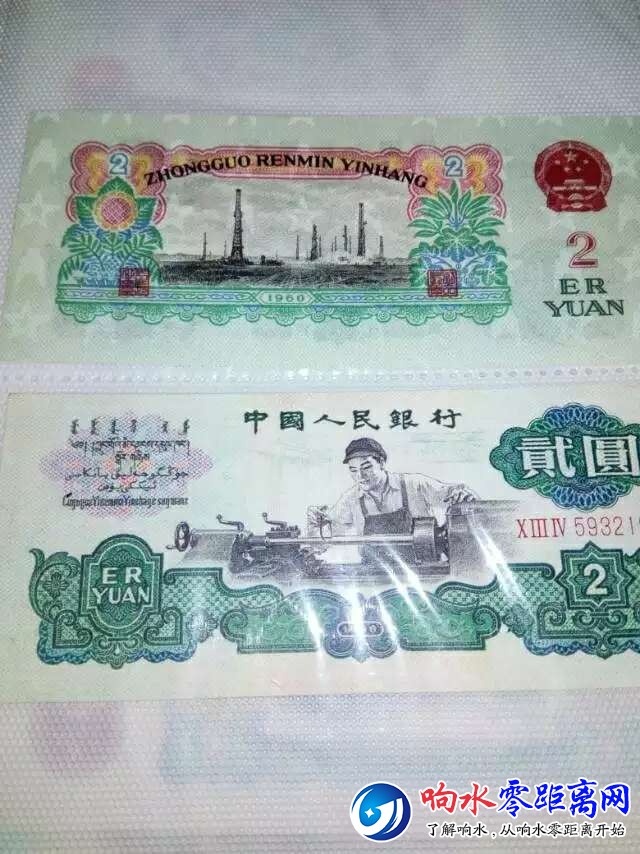 2
2
ZHONGGUO RENMIN YINHANG
1960
2
ER
YUAN
中國人民銀行
貳圓
XIII IV 59321
ER
YUAN
2
响水零距离网
了解响水,从响水零距离开始